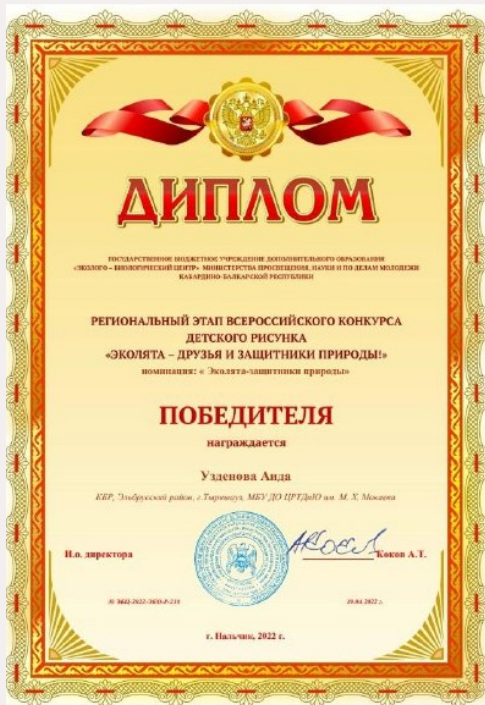 ДИПЛОМ
ГОСУДАРСТВЕННОЕ БЮДЖЕТНОЕ УЧРЕЖДЕНИЕ ДОПОЛНИТЕЛЬНОГО ОБРАЗОВАНИЯ
«ЭКОЛОГО – БИОЛОГИЧЕСКИЙ ЦЕНТР» МИНИСТЕРСТВА ПРОСВЕЩЕНИЯ, НАУКИ И ПО ДЕЛАМ МОЛОДЕЖИ
КАБАРДИНО-БАЛКАРСКОЙ РЕСПУБЛИКИ
РЕГИОНАЛЬНЫЙ ЭТАП ВСЕРОССИЙСКОГО КОНКУРСА
ДЕТСКОГО РИСУНКА
«ЭКОЛЯТА – ДРУЗЬЯ И ЗАЩИТНИКИ ПРИРОДЫ!»
номинация: « Эколята-защитники природы»
ПОБЕДИТЕЛЯ
награждается
Узденова Аида
КБР, Эльбрусский район, г.Тырныауз, МБУ ДО ЦРТДиЮ им. М. Х. Мокаева
И.о. директора
Коков А.Т.
2022 г.
г. Нальчик, 2022 г.